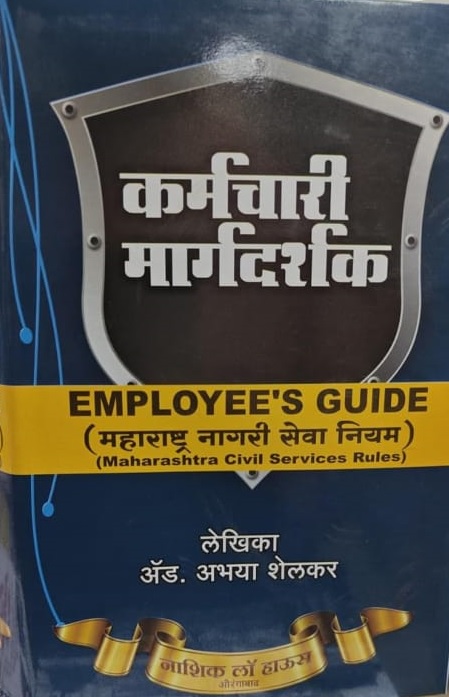 कर्मचारी
मार्गदर्शक
EMPLOYEE'S GUIDE
(महाराष्ट्र नागरी सेवा नियम)
(Maharashtra Civil Services Rules)
लेखिका
ॲड. अभया शेलकर
नाशिक लॉ हाऊस
औरंगाबाद